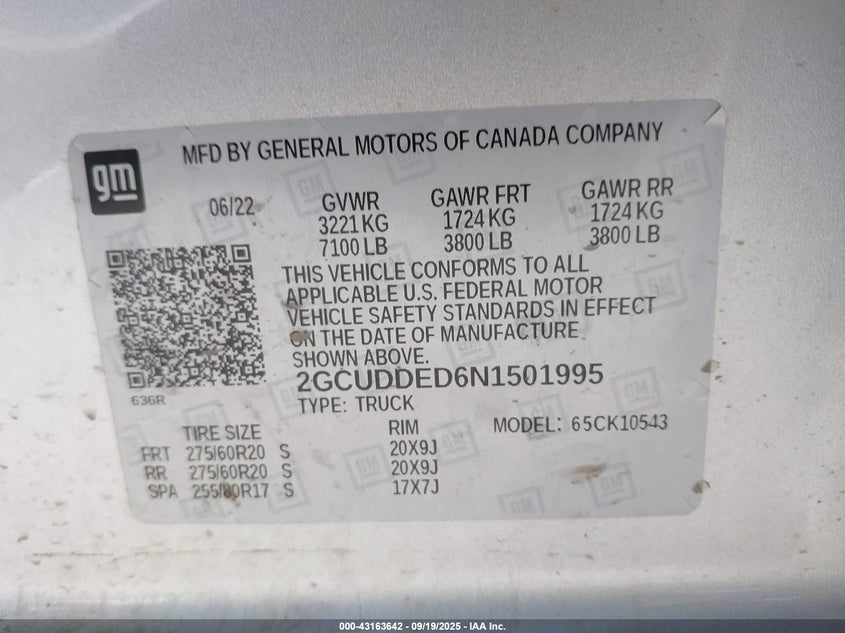 gm
MFD BY GENERAL MOTORS OF CANADA COMPANY
06/22
GVWR GAWR FRT GAWR RR
3221 KG 1724 KG 1724 KG
7100 LB 3800 LB 3800 LB
THIS VEHICLE CONFORMS TO ALL
APPLICABLE U.S. FEDERAL MOTOR
VEHICLE SAFETY STANDARDS IN EFFECT
ON THE DATE OF MANUFACTURE
SHOWN ABOVE.
2GCUDDED6N1501995
636R
TYPE: TRUCK
TIRE SIZE RIM MODEL: 65CK10543
FRT 275/60R20 S 20X9J
RR 275/60R20 S 20X9J
SPA 255/80R17 S 17X7J
000-43163642 - 09/19/2025 - IAA Inc.